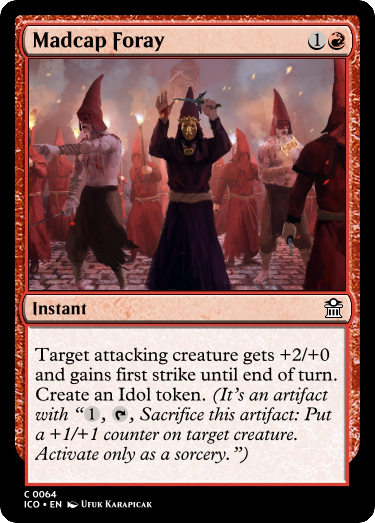 Madcap Foray 1
Instant
Target attacking creature gets +2/+0
and gains first strike until end of turn.
Create an Idol token. (It's an artifact
with “1, , Sacrifice this artifact: Put
a +1/+1 counter on target creature.
Activate only as a sorcery.”)
C 0064
ICO • EN Ufuk Karapicak